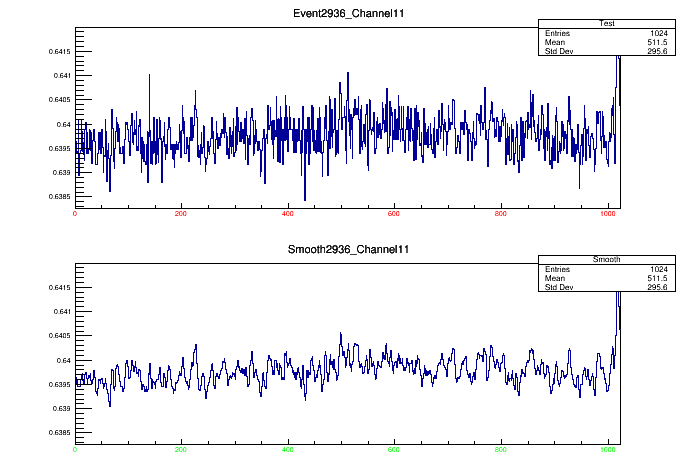 Event2936_Channel11
Test
Entries 1024
Mean 511.5
Std Dev 295.6
0.6415
0.641
0.6405
0.64
0.6395
0.639
0.6385
0 200 400 600 800 1000
Smooth2936_Channel11
Smooth
Entries 1024
Mean 511.5
Std Dev 295.6
0.6415
0.641
0.6405
0.64
0.6395
0.639
0.6385
0 200 400 600 800 1000